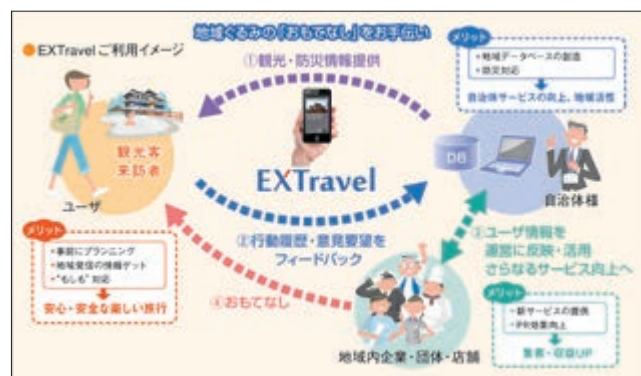 地域ぐるみの「おもてなし」をお手伝い
●EXTravelご利用イメージ
①観光・防災情報提供
メリット
・地域データベースの創造
・防災対応
自治体サービスの向上、地域活性
観光客
来訪者
ユーザ
EXTravel
DB
自治体様
メリット
・事前にプランニング
・地域発信の情報ゲット
・"もしも"対応
安心・安全な楽しい旅行
②行動履歴・意見要望を
フィードバック
③ユーザ情報を
運営に反映・活用
さらなるサービス向上へ
④おもてなし
地域内企業・団体・店舗
メリット
・新サービスの提供
・PR効果向上
集客・収益UP